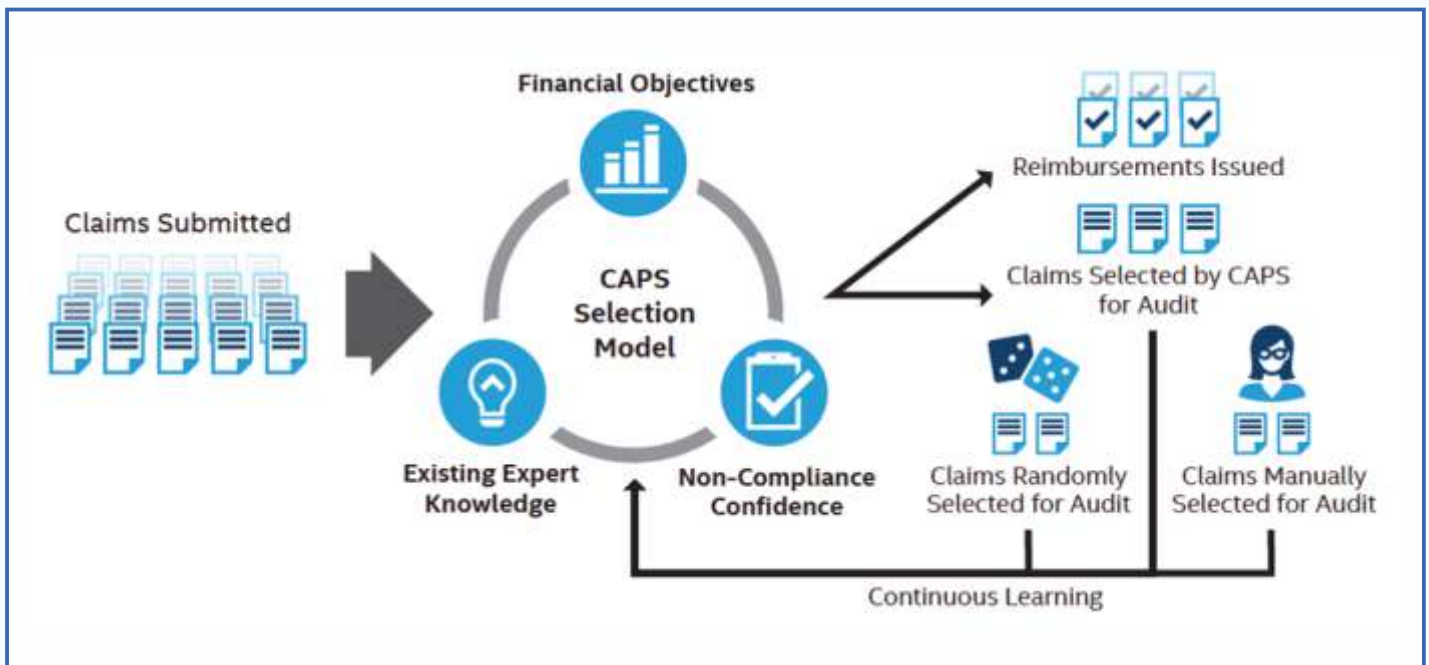 Financial Objectives
Claims Submitted
CAPS
Selection
Model
Existing Expert
Knowledge
Non-Compliance
Confidence
Reimbursements Issued
Claims Selected by CAPS
for Audit
Claims Randomly
Selected for Audit
Claims Manually
Selected for Audit
Continuous Learning